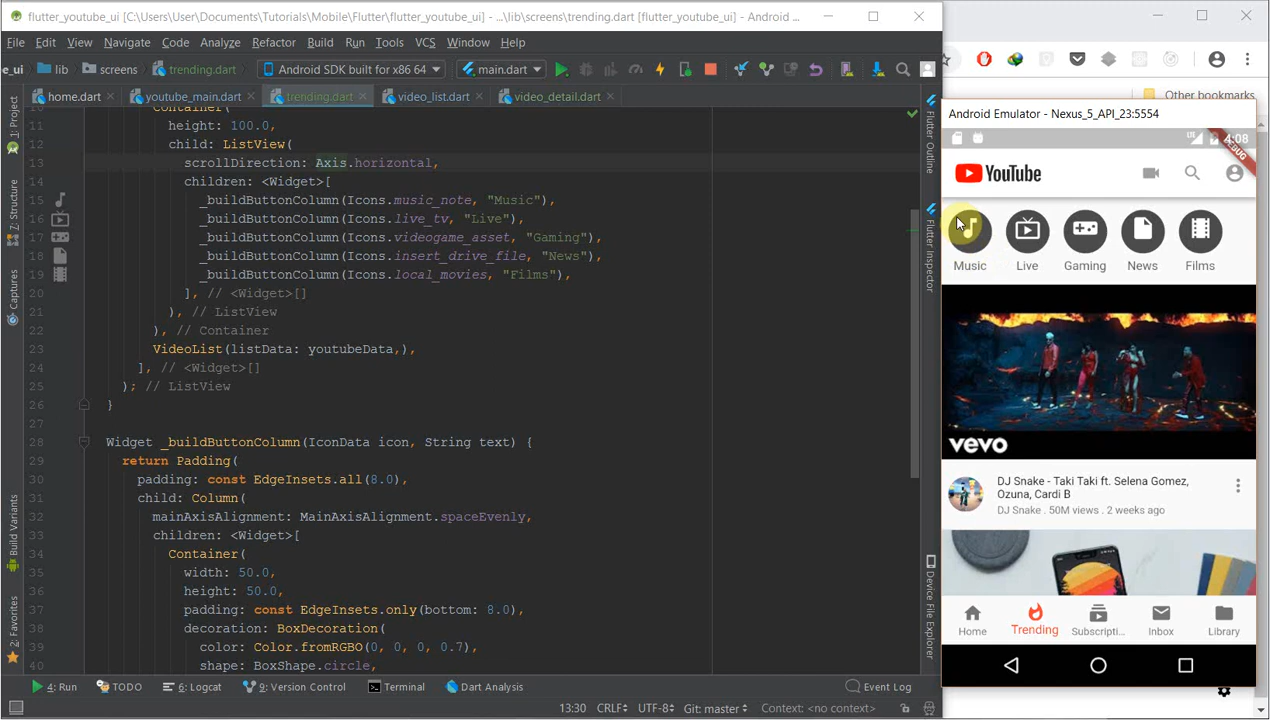 flutter_youtube_ui [C:\Users\User\Documents\Tutorials\Mobile\Flutter\flutter_youtube_ui] - ...\lib\screens\trending.dart [flutter_youtube_ui] - Android ...
File Edit View Navigate Code Analyze Refactor Build Run Tools VCS Window Help
e_ui lib screens trending.dart Android SDK built for x86 64 main.dart
Other bookmarks
home.dart youtube_main.dart trending.dart video_list.dart video_detail.dart
1: Project
Z: Structure
Captures
Build Variants
2: Favorites
Container(
11 height: 100.0,
12 child: ListView(
13 scrollDirection: Axis.horizontal,
14 children: <Widget>[
15 _buildButtonColumn(Icons.music_note, "Music"),
16 _buildButtonColumn(Icons.live_tv, "Live"),
17 _buildButtonColumn(Icons.videogame_asset, "Gaming"),
18 _buildButtonColumn(Icons.insert_drive_file, "News"),
19 _buildButtonColumn(Icons.local_movies, "Films"),
20 ], // <Widget>[]
21 ), // ListView
22 ), // Container
23 VideoList(listData: youtubeData,),
24 ], // <Widget>[]
25 ); // ListView
26 }
27
28 Widget _buildButtonColumn(IconData icon, String text) {
29 return Padding(
30 padding: const EdgeInsets.all(8.0),
31 child: Column(
32 mainAxisAlignment: MainAxisAlignment.spaceEvenly,
33 children: <Widget>[
34 Container(
35 width: 50.0,
36 height: 50.0,
37 padding: const EdgeInsets.only(bottom: 8.0),
38 decoration: BoxDecoration(
39 color: Color.fromRGBO(0, 0, 0, 0.7),
40 shape: BoxShape.circle,
Flutter Outline
Flutter Inspector
Device File Explorer
4: Run TODO 6: Logcat 9: Version Control Terminal Dart Analysis Event Log
13:30 CRLF UTF-8 Git: master Context: <no context>
Android Emulator - Nexus_5_API_23:5554
LTE 4:08
DEBUG
YouTube
Music Live Gaming News Films
vevo
DJ Snake - Taki Taki ft. Selena Gomez,
Ozuna, Cardi B
DJ Snake . 50M views . 2 weeks ago
Home Trending Subscripti... Inbox Library